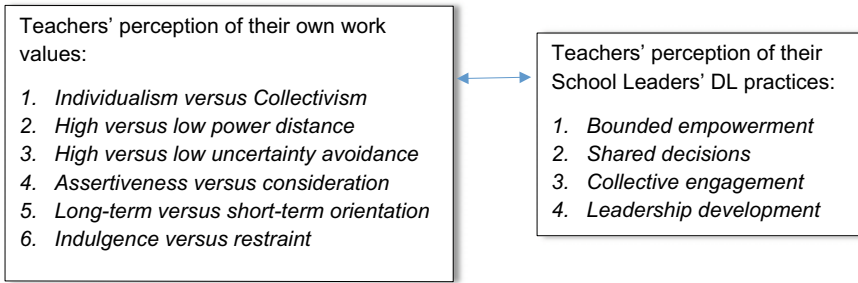 Teachers' perception of their own work
values:
1. Individualism versus Collectivism
2. High versus low power distance
3. High versus low uncertainty avoidance
4. Assertiveness versus consideration
5. Long-term versus short-term orientation
6. Indulgence versus restraint
Teachers' perception of their
School Leaders' DL practices:
1. Bounded empowerment
2. Shared decisions
3. Collective engagement
4. Leadership development